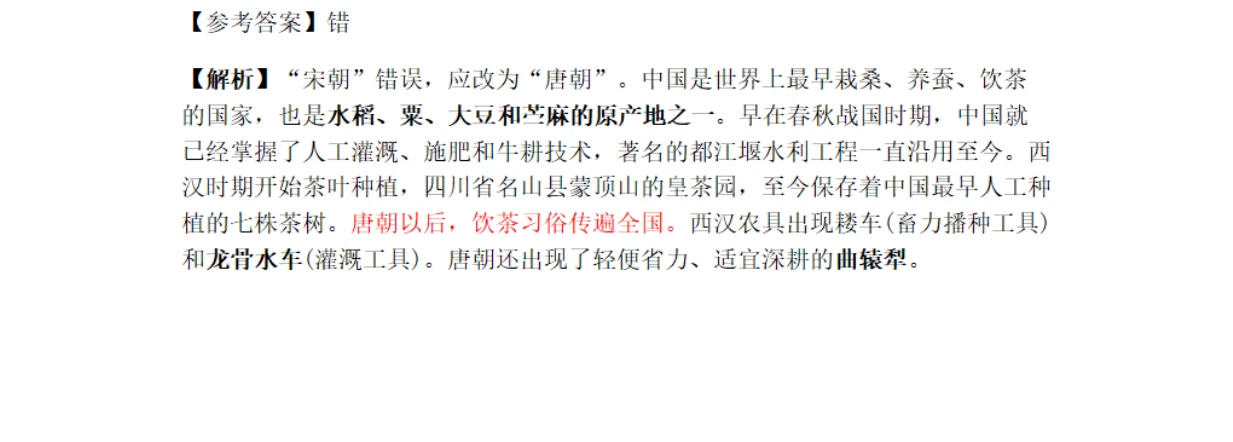 【参考答案】错
【解析】“宋朝”错误，应改为“唐朝”。中国是世界上最早栽桑、养蚕、饮茶
的国家，也是水稻、粟、大豆和苎麻的原产地之一。早在春秋战国时期，中国就
已经掌握了人工灌溉、施肥和牛耕技术，著名的都江堰水利工程一直沿用至今。西
汉时期开始茶叶种植，四川省名山县蒙顶山的皇茶园，至今保存着中国最早人工种
植的七株茶树。唐朝以后，饮茶习俗传遍全国。西汉农具出现耧车(畜力播种工具)
和龙骨水车(灌溉工具)。唐朝还出现了轻便省力、适宜深耕的曲辕犁。